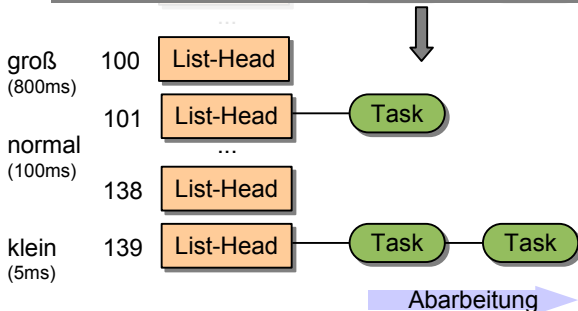 ...
groß 100 List-Head
(800ms)
101 List-Head Task
normal ...
(100ms)
138 List-Head
klein 139 List-Head Task Task
(5ms)
Abarbeitung